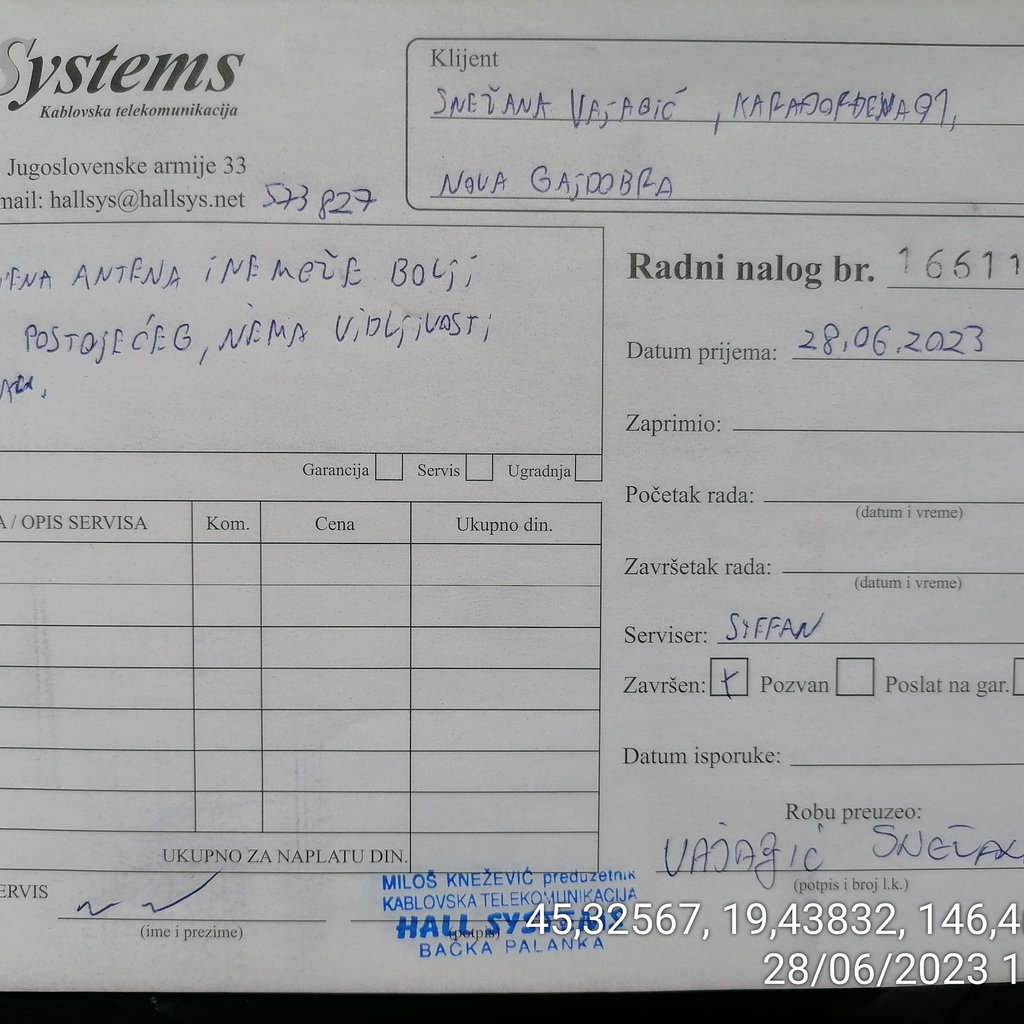 Systems
Kablovska telekomunikacija
Jugoslovenske armije 33
mail: hallsys@hallsys.net 573 827
Klijent
SNEŽANA VAJAGIĆ, KARAĐORĐEVA 91,
NOVA GAJDOBRA
ANTENA i NE MOŽE BOLJi
POSTOJEĆEG, NEMA ViDLJiVOSTi
Garancija Servis Ugradnja
A / OPIS SERVISA Kom. Cena Ukupno din.
UKUPNO ZA NAPLATU DIN.
Radni nalog br. 16611
Datum prijema: 28.06.2023
Zaprimio:
Početak rada:
(datum i vreme)
Završetak rada:
(datum i vreme)
Serviser: STEFAN
Završen: x Pozvan Poslat na gar.
Datum isporuke:
Robu preuzeo:
VAJAGIĆ SNEŽAN
(potpis i broj l.k.)
ERVIS
(ime i prezime)
(potpis)
MILOŠ KNEŽEVIĆ preduzetnik
KABLOVSKA TELEKOMUNIKACIJA
HALL SYSTEMS
BAČKA PALANKA
45,32567, 19,43832, 146,4
28/06/2023 1